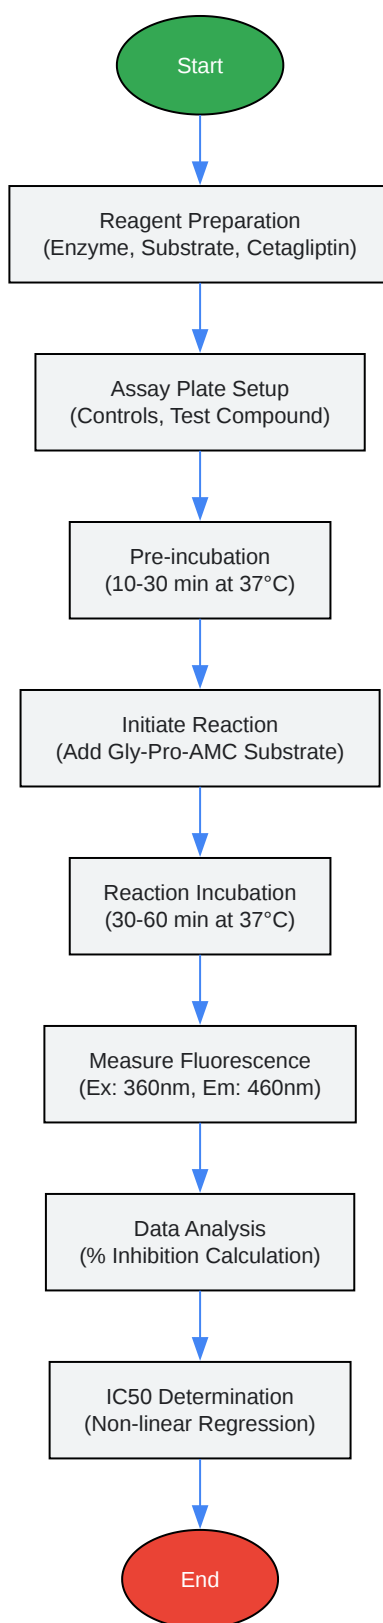 Start
Reagent Preparation
(Enzyme, Substrate, Cetagliptin)
Assay Plate Setup
(Controls, Test Compound)
Pre-incubation
(10-30 min at 37°C)
Initiate Reaction
(Add Gly-Pro-AMC Substrate)
Reaction Incubation
(30-60 min at 37°C)
Measure Fluorescence
(Ex: 360nm, Em: 460nm)
Data Analysis
(% Inhibition Calculation)
IC50 Determination
(Non-linear Regression)
End